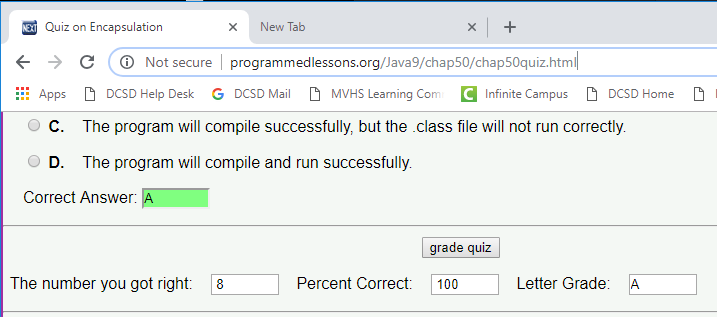 NEXT Quiz on Encapsulation × New Tab × +
Not secure | programmedlessons.org/Java9/chap50/chap50quiz.html
Apps DCSD Help Desk G DCSD Mail MVHS Learning Com C Infinite Campus DCSD Home
C. The program will compile successfully, but the .class file will not run correctly.
D. The program will compile and run successfully.
Correct Answer: A
grade quiz
The number you got right: 8 Percent Correct: 100 Letter Grade: A